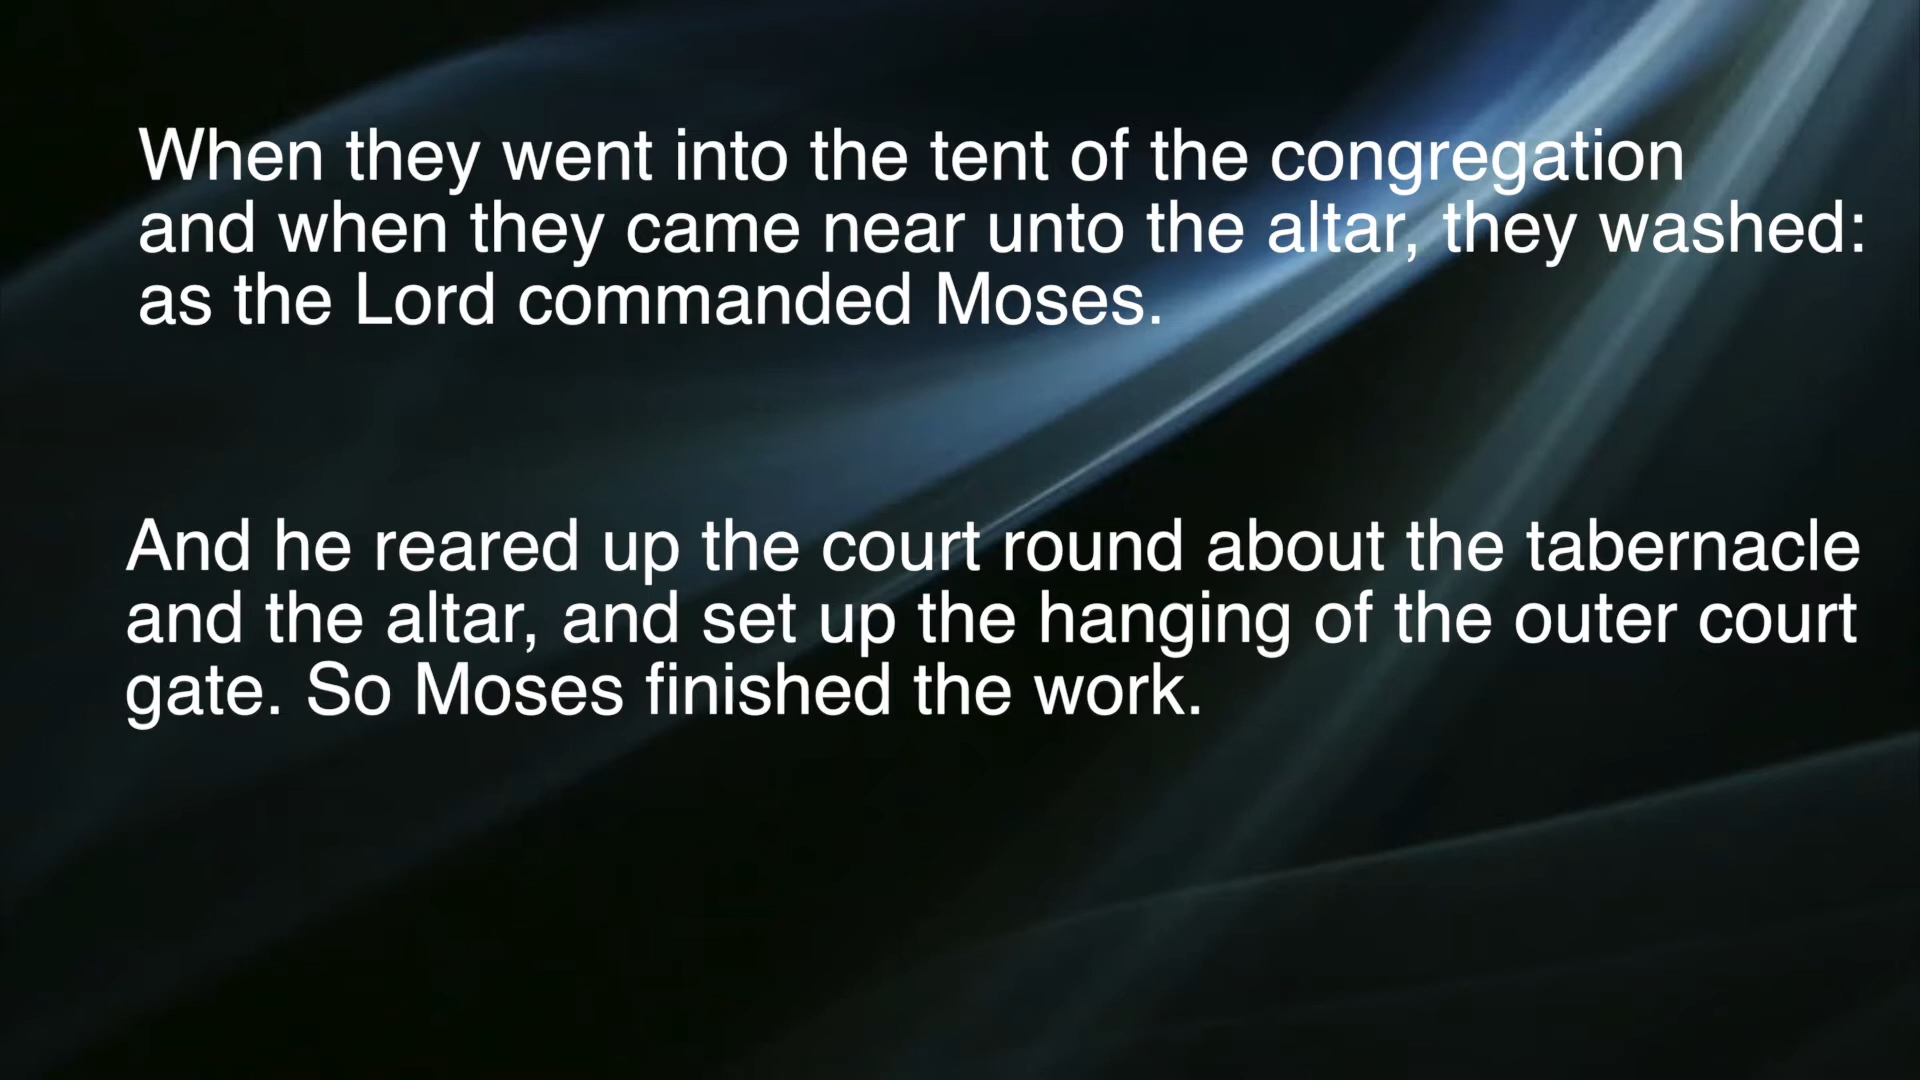 When they went into the tent of the congregation
and when they came near unto the altar, they washed:
as the Lord commanded Moses.
And he reared up the court round about the tabernacle
and the altar, and set up the hanging of the outer court
gate. So Moses finished the work.